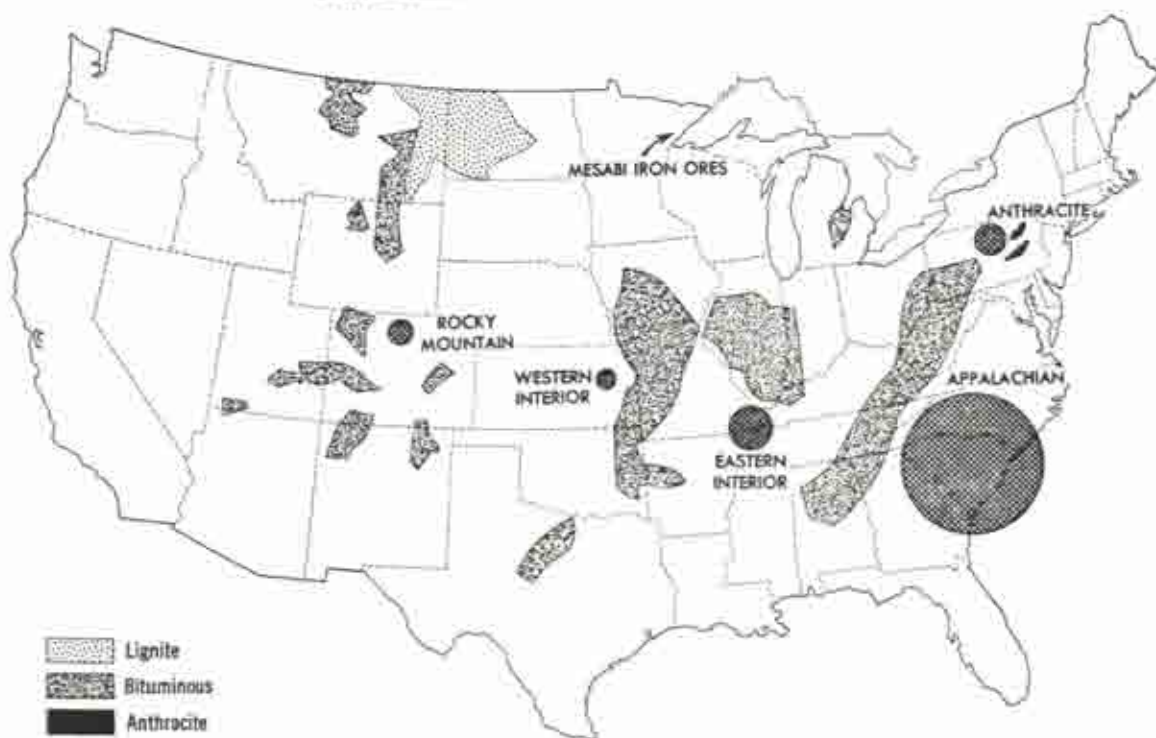 MESABI IRON ORES
ANTHRACITE
ROCKY
MOUNTAIN
WESTERN
INTERIOR
APPALACHIAN
EASTERN
INTERIOR
Lignite
Bituminous
Anthracite